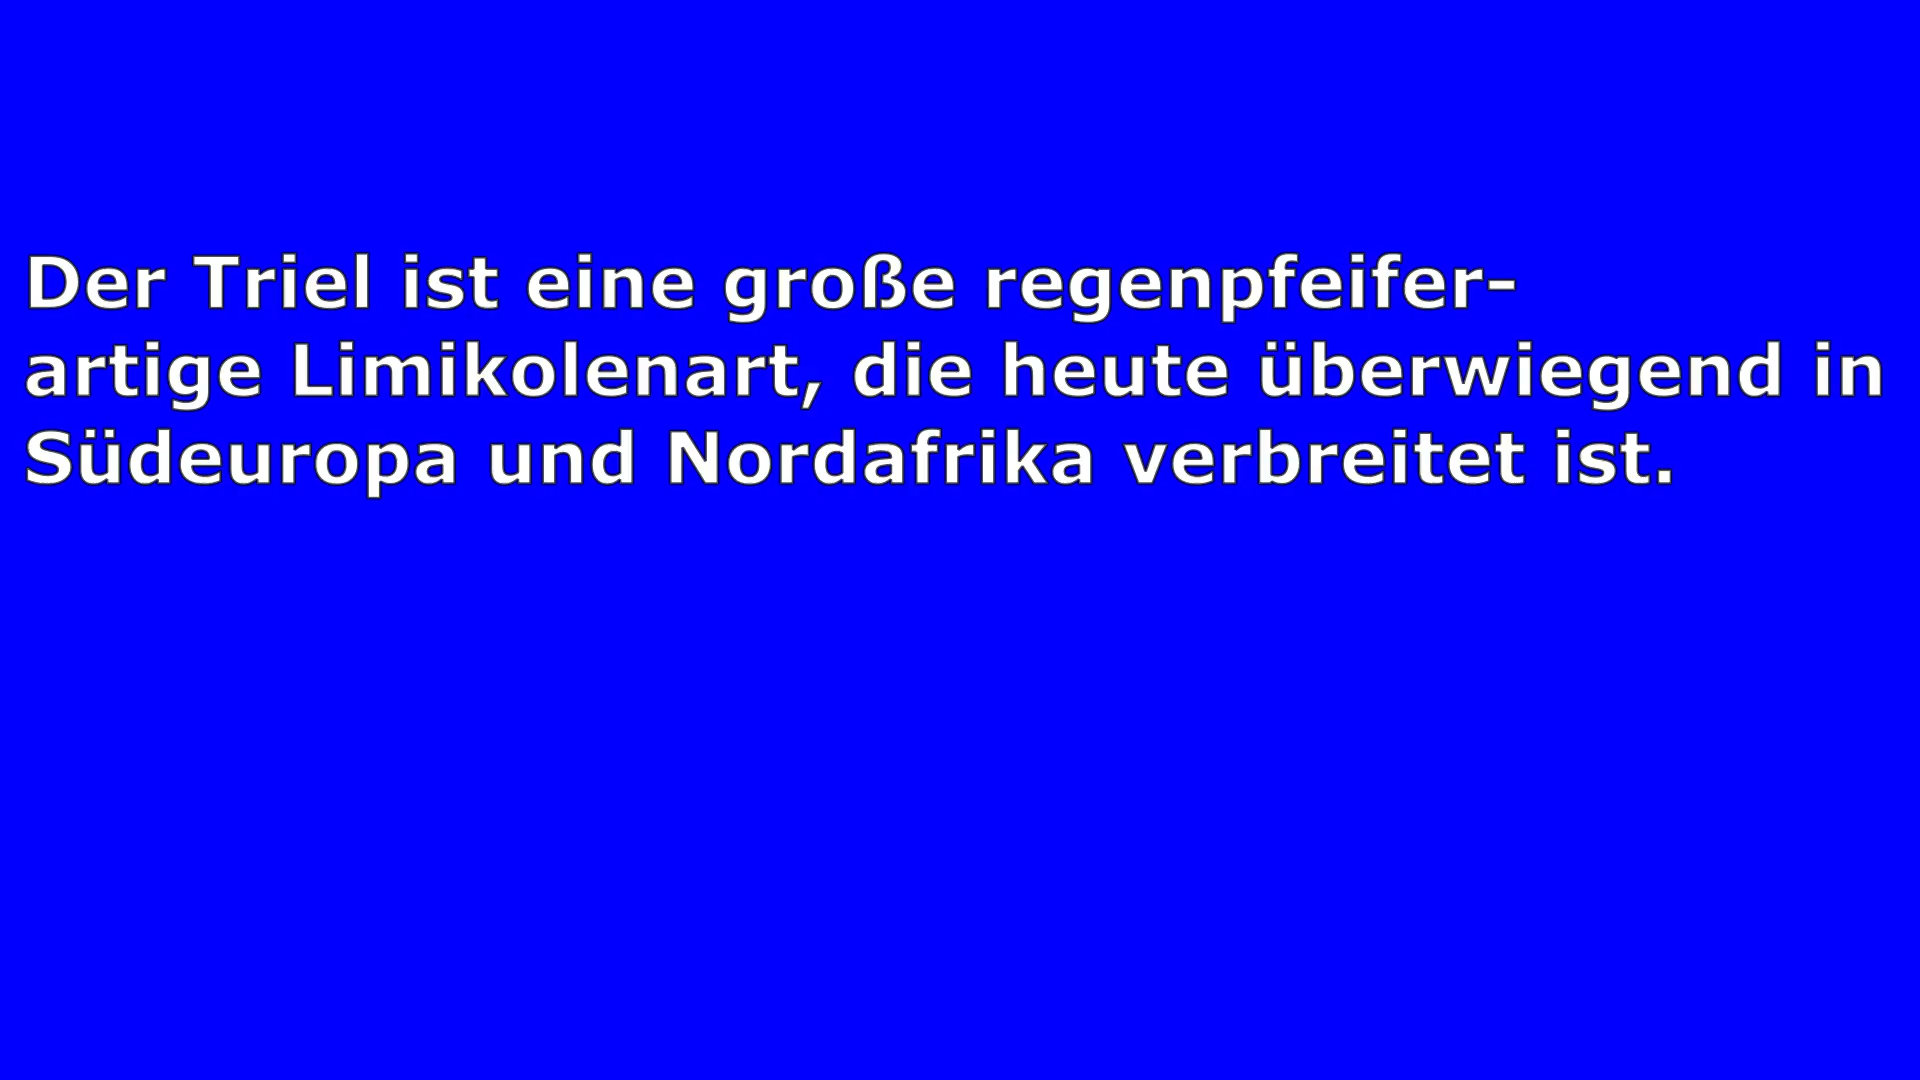 Der Triel ist eine große regenpfeifer-
artige Limikolenart, die heute überwiegend in
Südeuropa und Nordafrika verbreitet ist.